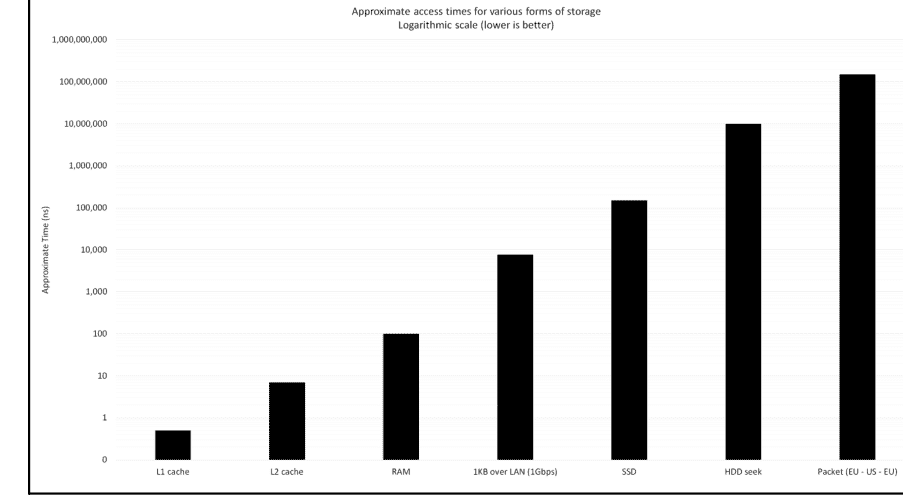 Approximate access times for various forms of storage
Logarithmic scale (lower is better)
1,000,000,000
100,000,000
10,000,000
1,000,000
100,000
10,000
1,000
100
10
1
0
Approximate Time (ns)
L1 cache
L2 cache
RAM
1KB over LAN (1Gbps)
SSD
HDD seek
Packet (EU - US - EU)